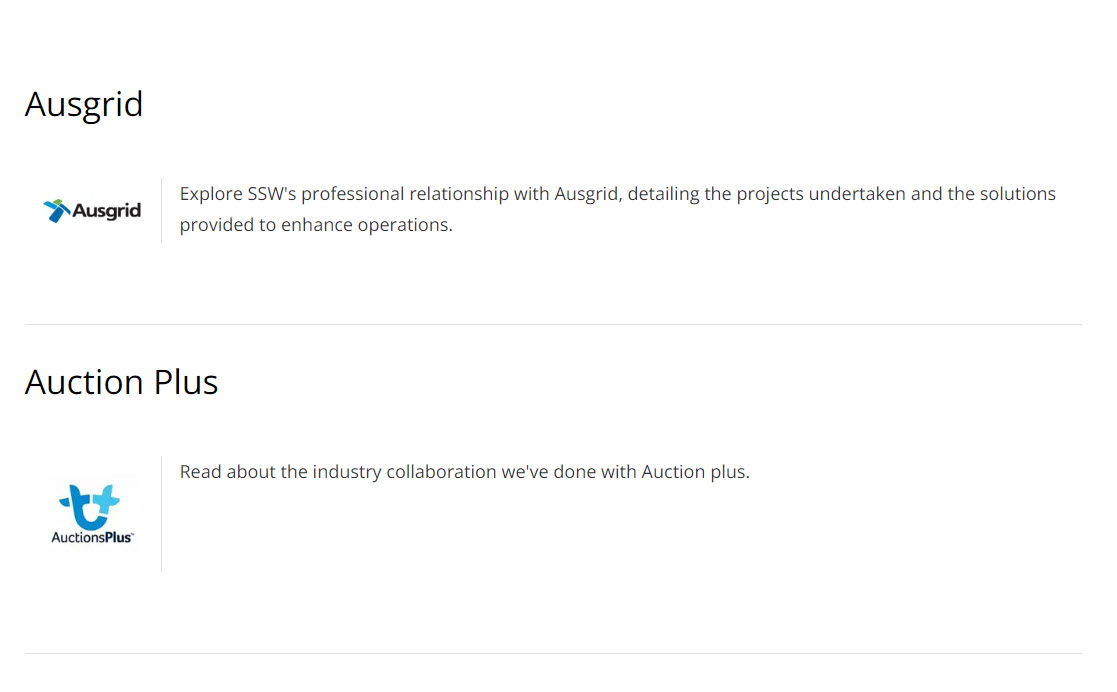 Ausgrid
Ausgrid
Explore SSW's professional relationship with Ausgrid, detailing the projects undertaken and the solutions
provided to enhance operations.
Auction Plus
AuctionsPlus™
Read about the industry collaboration we've done with Auction plus.